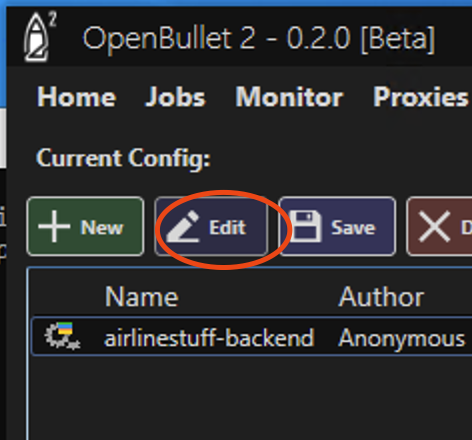 OpenBullet 2 - 0.2.0 [Beta]
Home Jobs Monitor Proxies
Current Config:
New Edit Save
Name Author
airlinestuff-backend Anonymous